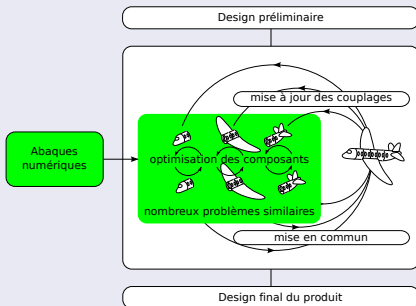 Design préliminaire
mise à jour des couplages
Abaques
numériques
optimisation des composants
nombreux problèmes similaires
mise en commun
Design final du produit